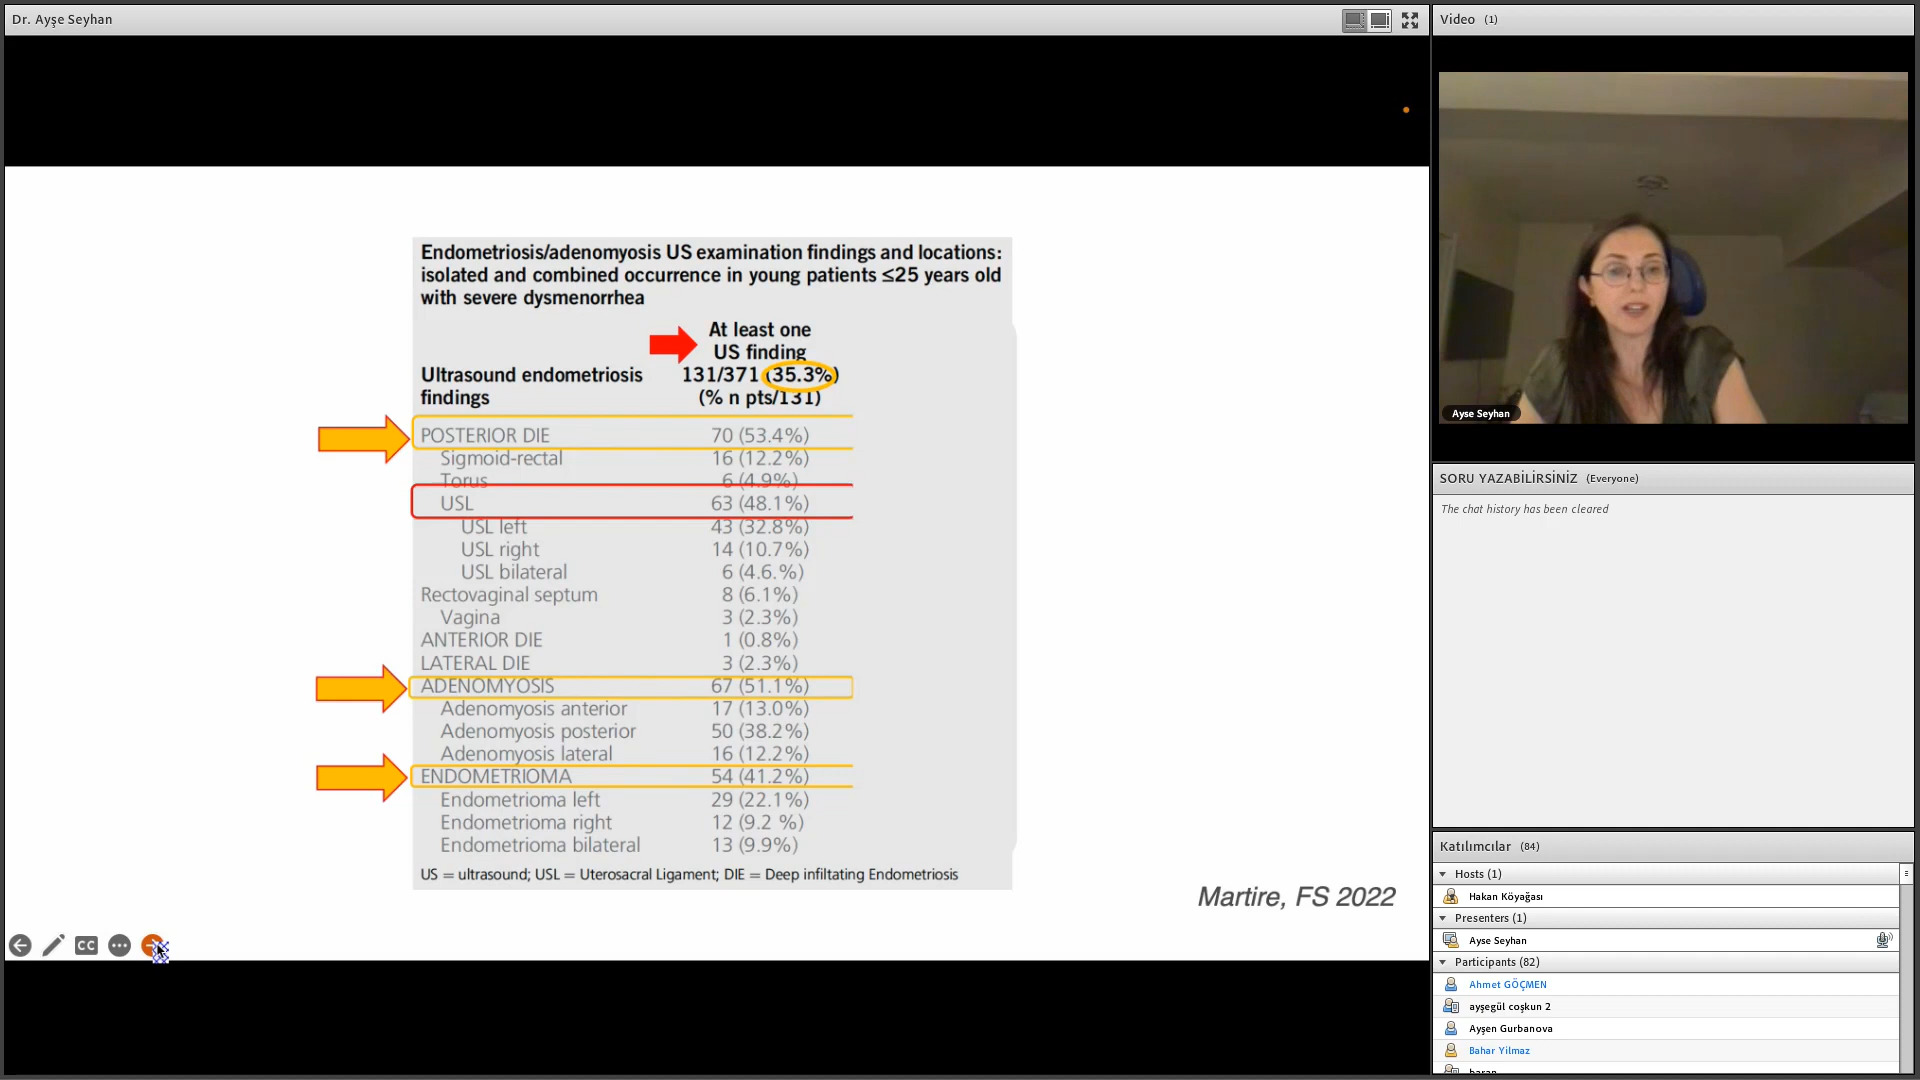 Dr. Ayşe Seyhan
Endometriosis/adenomyosis US examination findings and locations:
isolated and combined occurrence in young patients ≤25 years old
with severe dysmenorrhea
At least one
US finding
Ultrasound endometriosis 131/371 (35.3%)
findings (% n pts/131)
POSTERIOR DIE 70 (53.4%)
Sigmoid-rectal 16 (12.2%)
Torus 6 (4.9%)
USL 63 (48.1%)
USL left 43 (32.8%)
USL right 14 (10.7%)
USL bilateral 6 (4.6.%)
Rectovaginal septum 8 (6.1%)
Vagina 3 (2.3%)
ANTERIOR DIE 1 (0.8%)
LATERAL DIE 3 (2.3%)
ADENOMYOSIS 67 (51.1%)
Adenomyosis anterior 17 (13.0%)
Adenomyosis posterior 50 (38.2%)
Adenomyosis lateral 16 (12.2%)
ENDOMETRIOMA 54 (41.2%)
Endometrioma left 29 (22.1%)
Endometrioma right 12 (9.2 %)
Endometrioma bilateral 13 (9.9%)
US = ultrasound; USL = Uterosacral Ligament; DIE = Deep infiltating Endometriosis
Martire, FS 2022
CC
Video (1)
Ayse Seyhan
SORU YAZABİLİRSİNİZ (Everyone)
The chat history has been cleared
Katılımcılar (84)
Hosts (1)
Hakan Köyağası
Presenters (1)
Ayse Seyhan
Participants (82)
Ahmet GÖÇMEN
ayşegül coşkun 2
Ayşen Gurbanova
Bahar Yilmaz